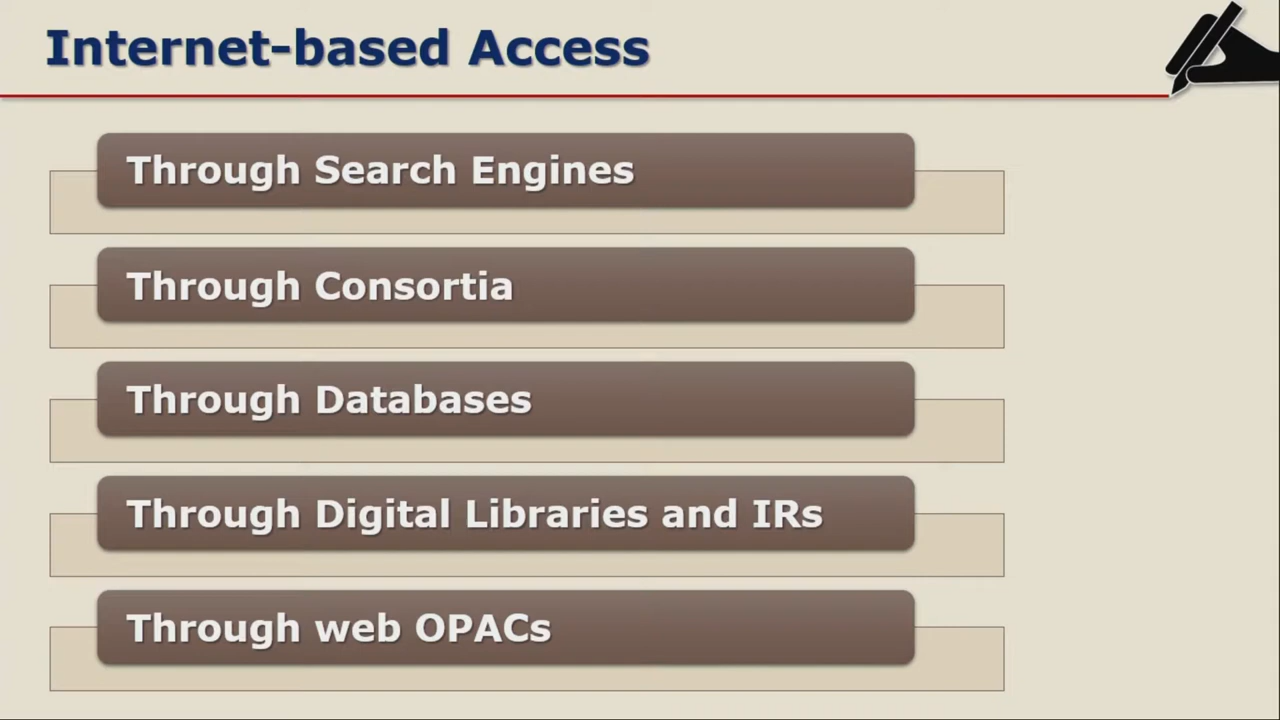 Internet-based Access
Through Search Engines
Through Consortia
Through Databases
Through Digital Libraries and IRs
Through web OPACs